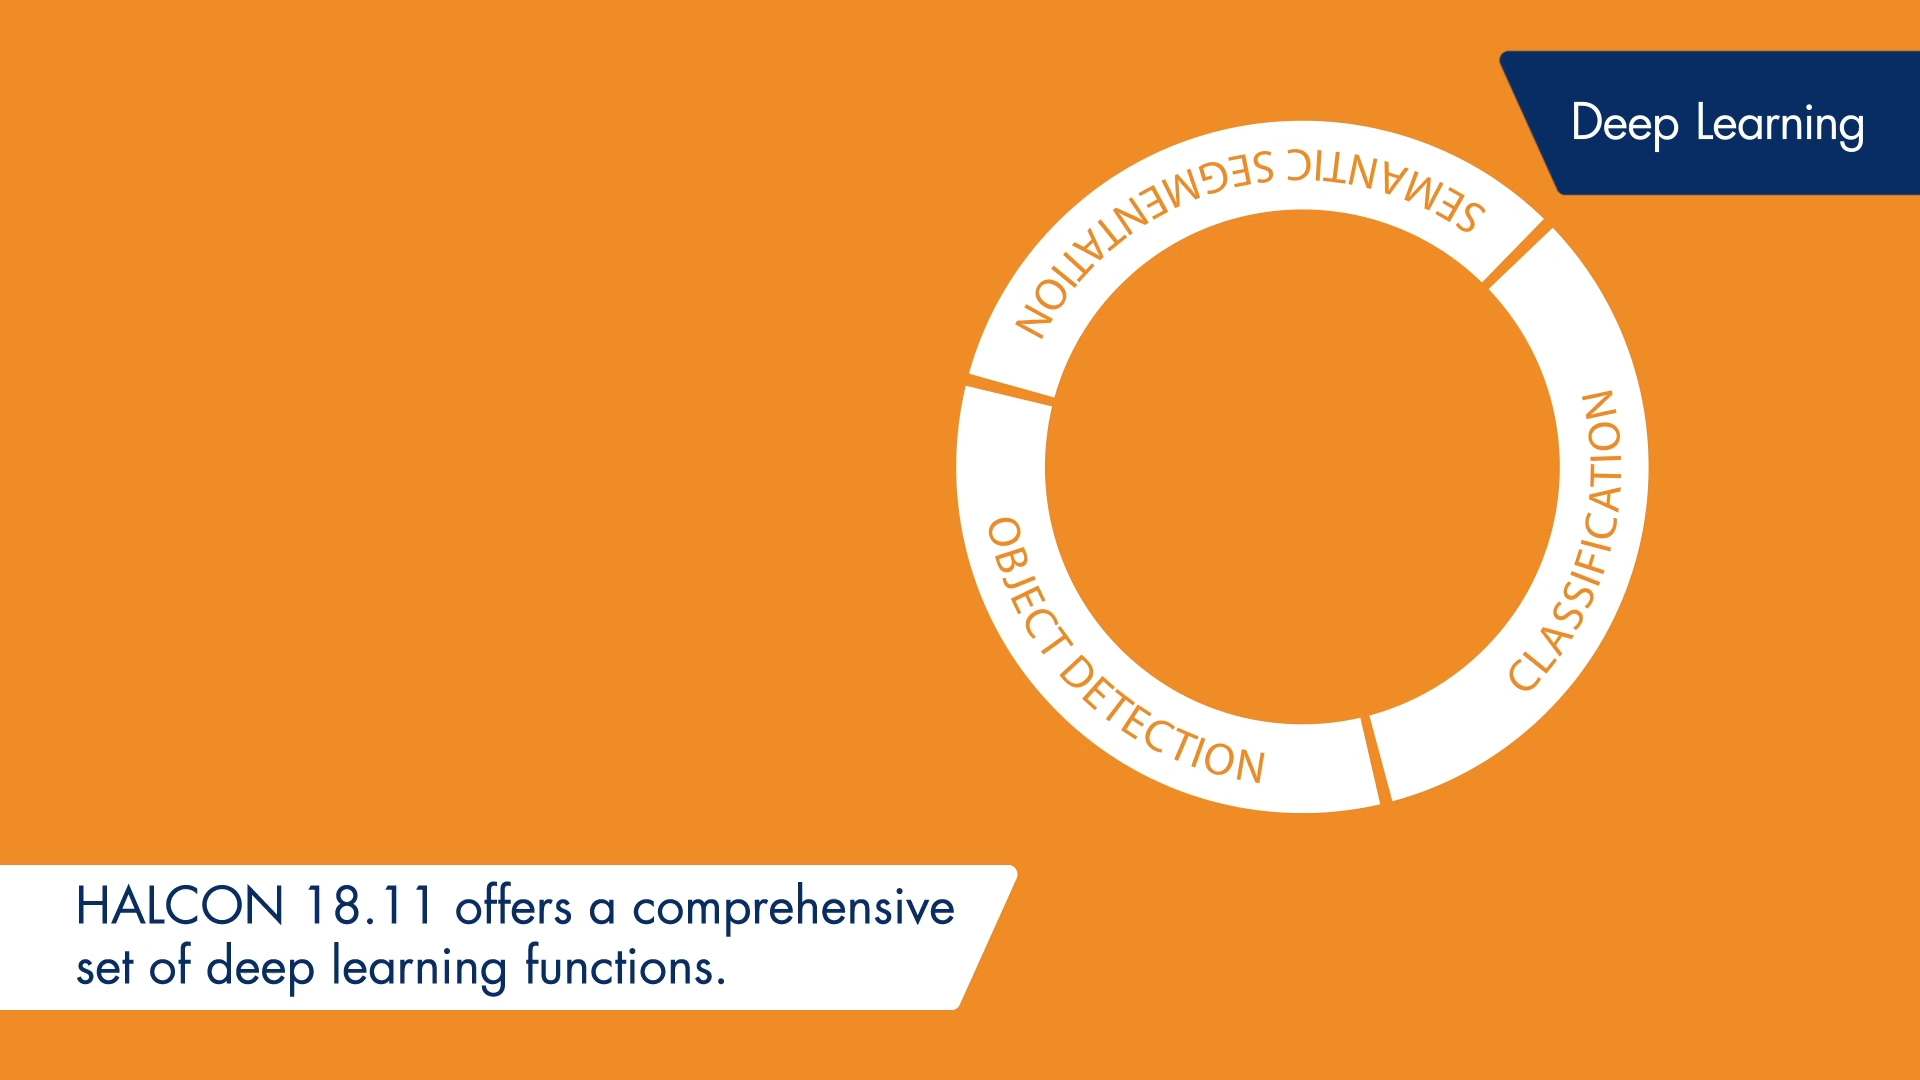 Deep Learning
SEMANTIC SEGMENTATION
CLASSIFICATION
OBJECT DETECTION
HALCON 18.11 offers a comprehensive
set of deep learning functions.